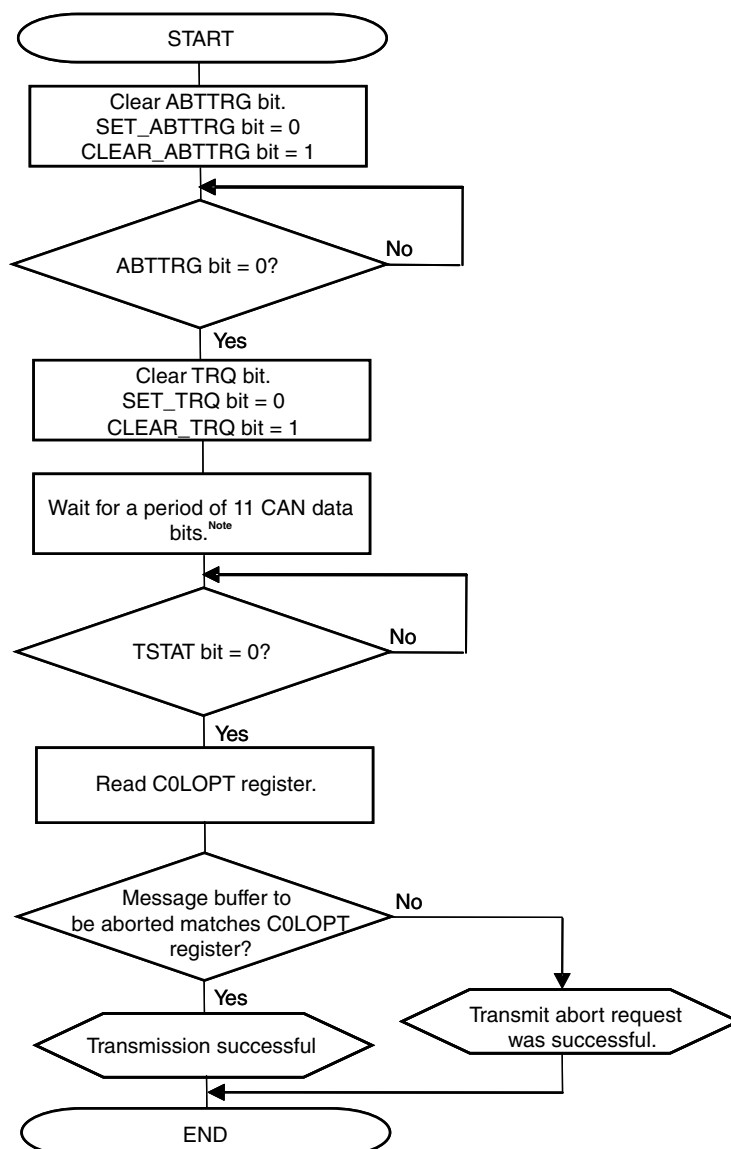 START
Clear ABTTRG bit.
SET_ABTTRG bit = 0
CLEAR_ABTTRG bit = 1
ABTTRG bit = 0?
No
Yes
Clear TRQ bit.
SET_TRQ bit = 0
CLEAR_TRQ bit = 1
Wait for a period of 11 CAN data
bits.Note
TSTAT bit = 0?
No
Yes
Read C0LOPT register.
Message buffer to
be aborted matches C0LOPT
register?
No
Yes
Transmit abort request
was successful.
Transmission successful
END